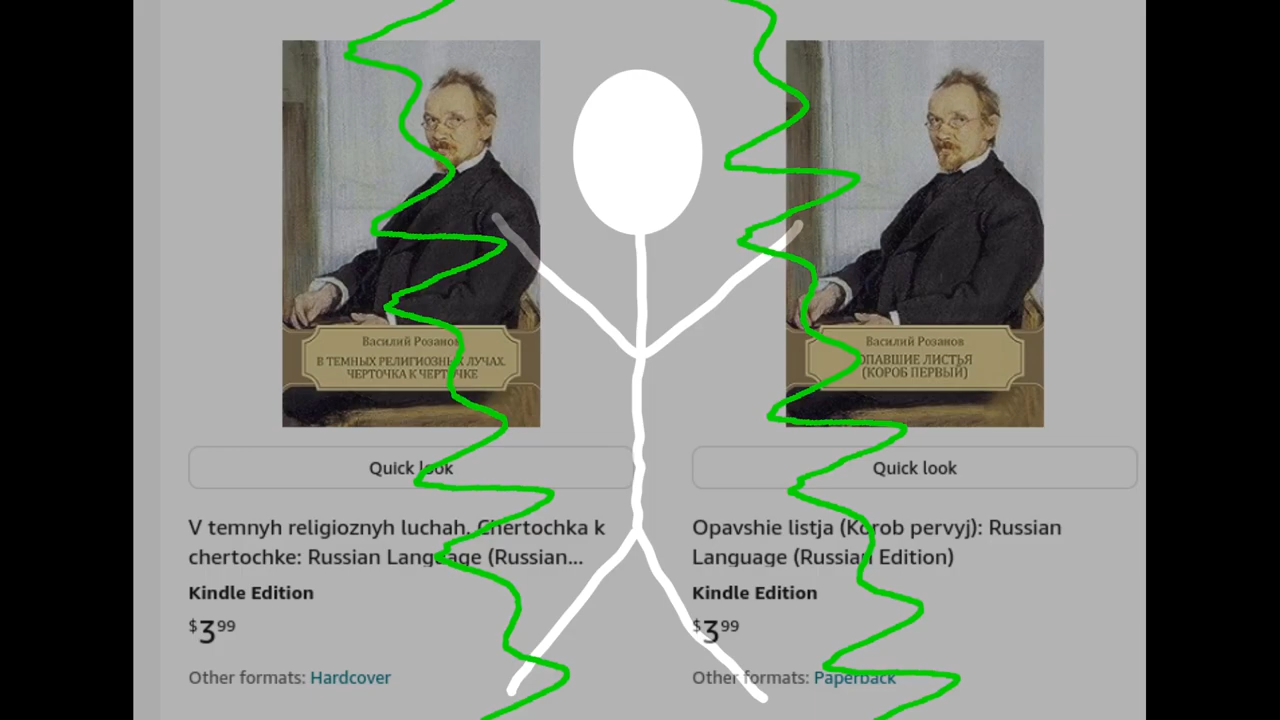 Василий Розанов
В ТЕМНЫХ РЕЛИГИОЗНЫХ ЛУЧАХ.
ЧЕРТОЧКА К ЧЕРТОЧКЕ
Quick look
V temnyh religioznyh luchah. Chertochka k
chertochke: Russian Language (Russian...
Kindle Edition
$3.99
Other formats: Hardcover
Василий Розанов
ОПАВШИЕ ЛИСТЬЯ
(КОРОБ ПЕРВЫЙ)
Quick look
Opavshie listja (Korob pervyj): Russian
Language (Russian Edition)
Kindle Edition
$3.99
Other formats: Paperback